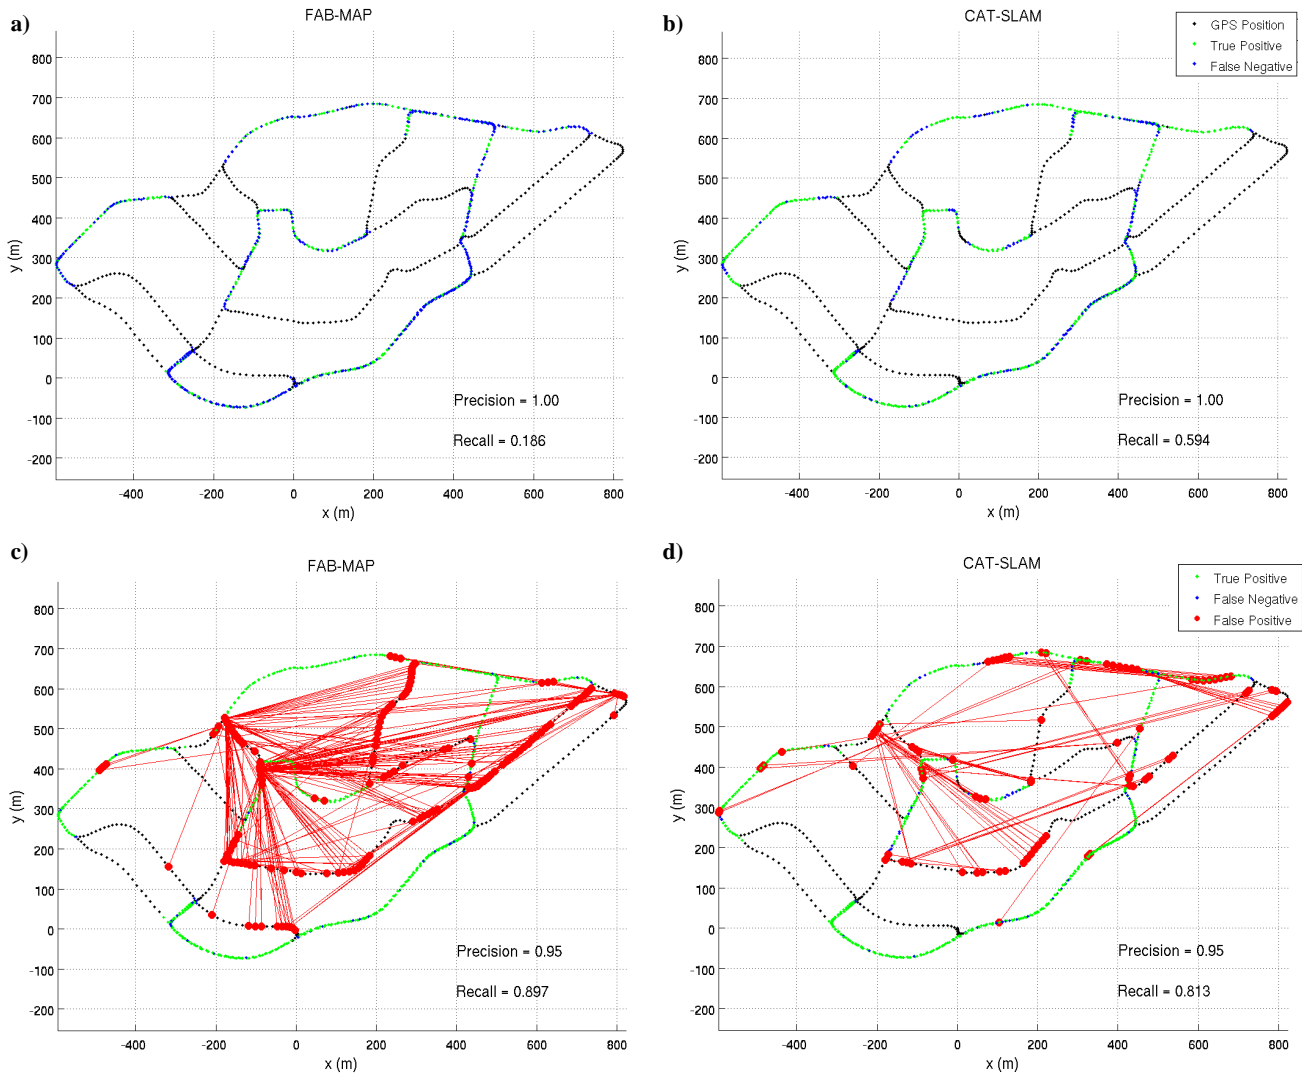 a)
FAB-MAP
800
700
600
500
400
300
200
100
0
-100
-200
y (m)
-400
-200
0
200
400
600
800
x (m)
Precision = 1.00
Recall = 0.186
b)
CAT-SLAM
GPS Position
True Positive
False Negative
800
700
600
500
400
300
200
100
0
-100
-200
y (m)
-400
-200
0
200
400
600
800
x (m)
Precision = 1.00
Recall = 0.594
c)
FAB-MAP
800
700
600
500
400
300
200
100
0
-100
-200
y (m)
-400
-200
0
200
400
600
800
x (m)
Precision = 0.95
Recall = 0.897
d)
CAT-SLAM
True Positive
False Negative
False Positive
800
700
600
500
400
300
200
100
0
-100
-200
y (m)
-400
-200
0
200
400
600
800
x (m)
Precision = 0.95
Recall = 0.813